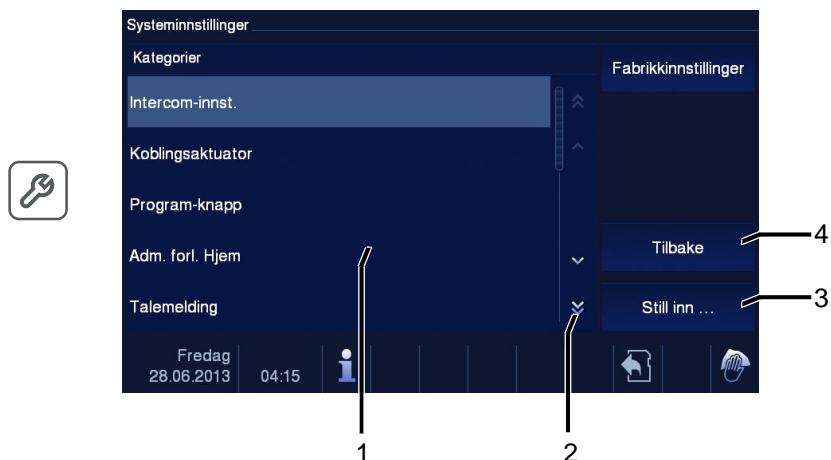 Systeminnstillinger
Kategorier
Fabrikkinnstillinger
Intercom-innst.
Koblingsaktuator
Program-knapp
Adm. forl. Hjem
Talemelding
Tilbake
Still inn ...
4
3
Fredag
28.06.2013
04:15
1
2